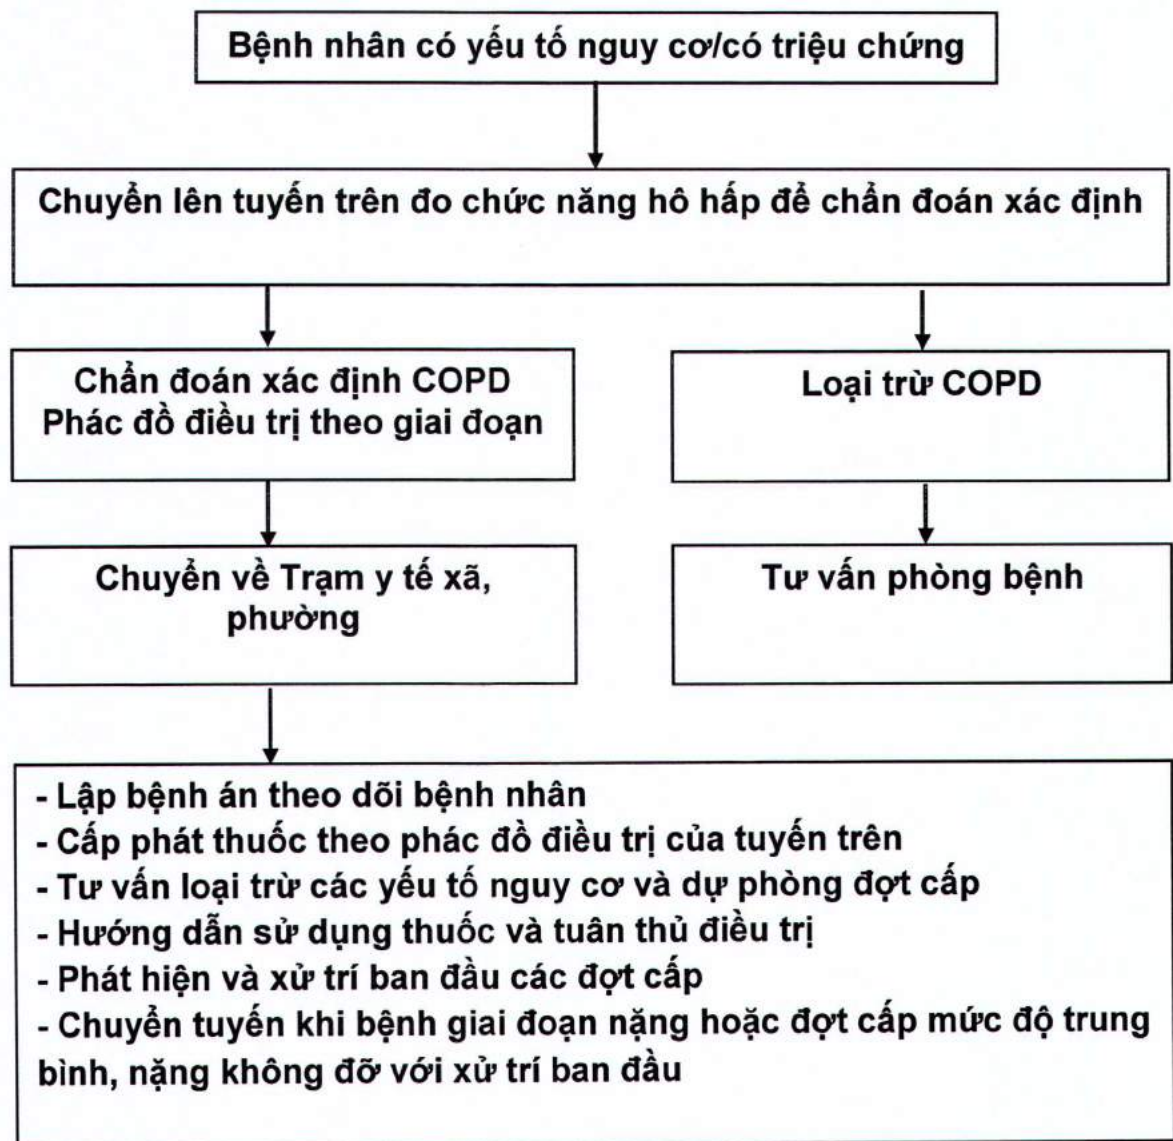 Bệnh nhân có yếu tố nguy cơ/có triệu chứng
Chuyển lên tuyến trên đo chức năng hô hấp để chẩn đoán xác định
Chẩn đoán xác định COPD
Phác đồ điều trị theo giai đoạn
Loại trừ COPD
Chuyển về Trạm y tế xã,
phường
Tư vấn phòng bệnh
- Lập bệnh án theo dõi bệnh nhân
- Cấp phát thuốc theo phác đồ điều trị của tuyến trên
- Tư vấn loại trừ các yếu tố nguy cơ và dự phòng đợt cấp
- Hướng dẫn sử dụng thuốc và tuân thủ điều trị
- Phát hiện và xử trí ban đầu các đợt cấp
- Chuyển tuyến khi bệnh giai đoạn nặng hoặc đợt cấp mức độ trung
bình, nặng không đỡ với xử trí ban đầu